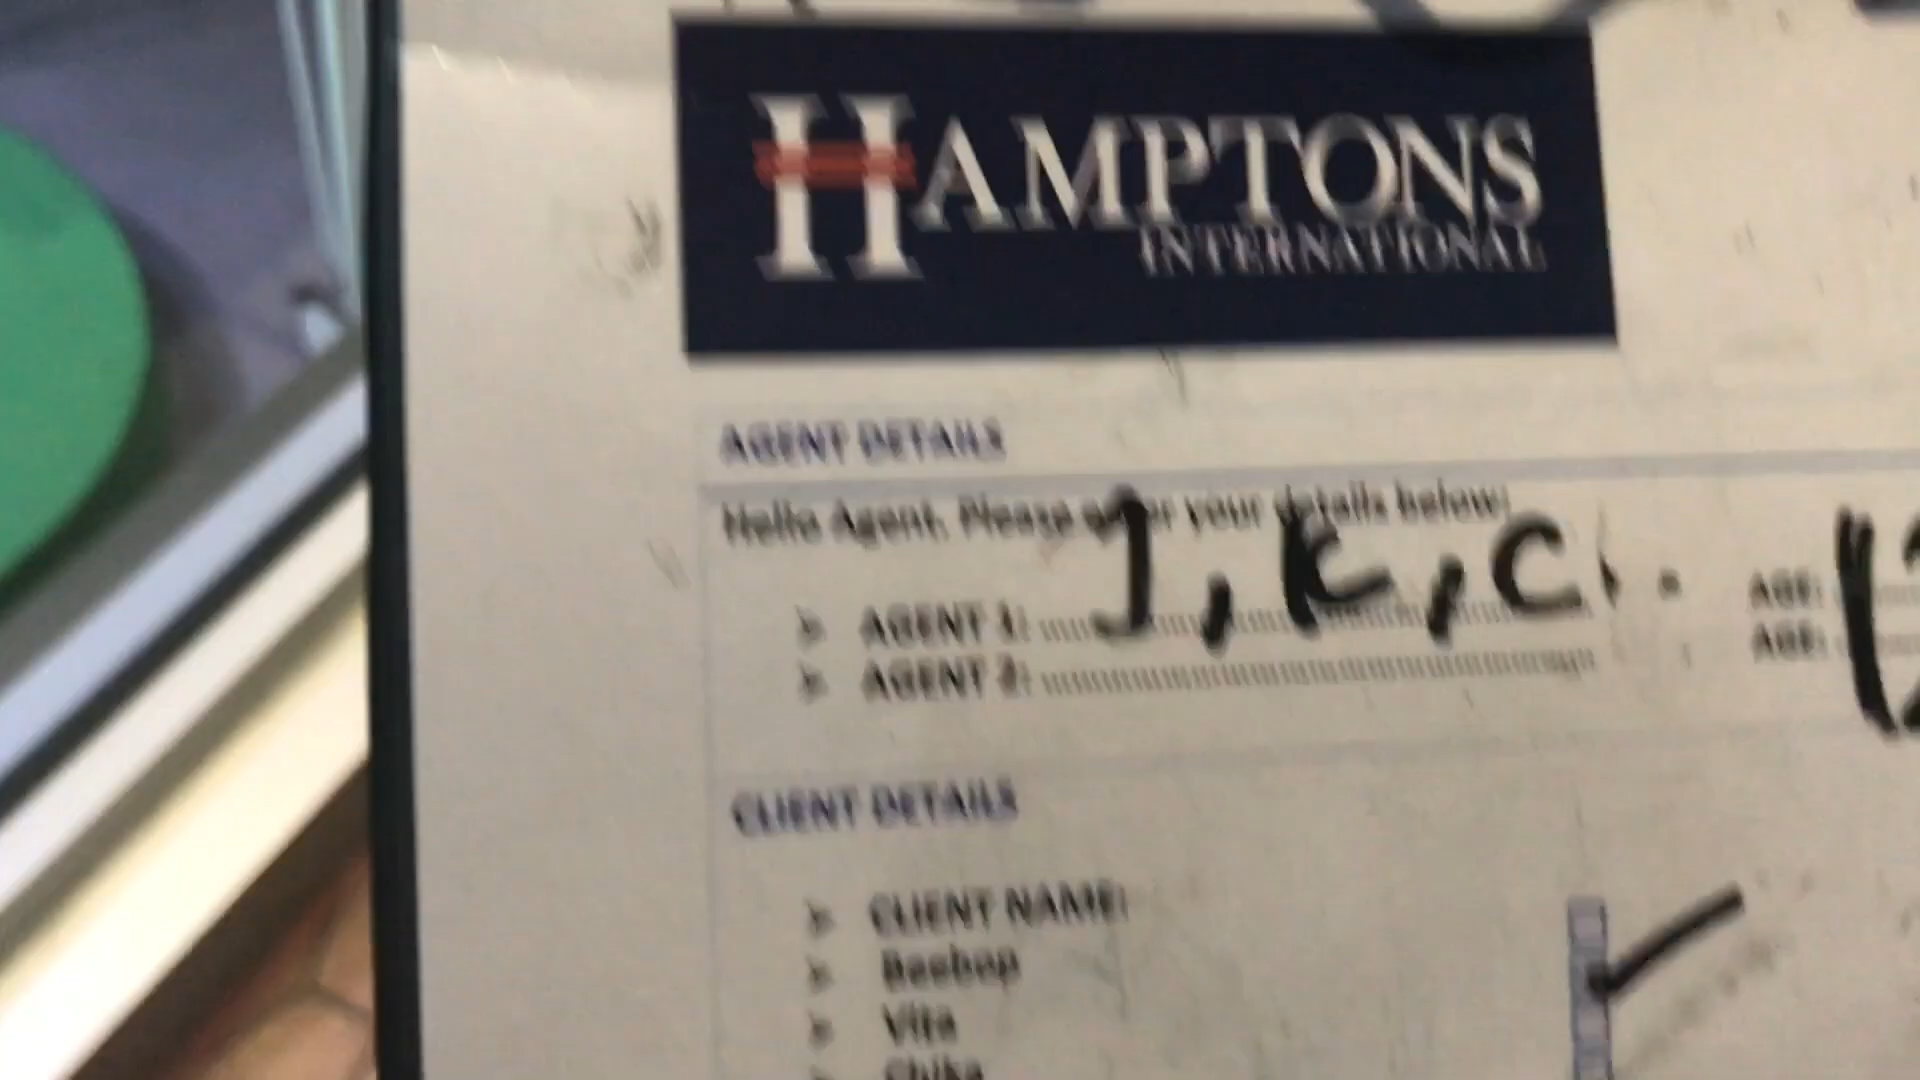 HAMPTONS
INTERNATIONAL
AGENT DETAILS
Hello Agent. Please enter your details below:
J, K, C.
AGENT 1:
AGE:
AGENT 2:
AGE:
CLIENT DETAILS
CLIENT NAME:
Beebop
Vita
Chika